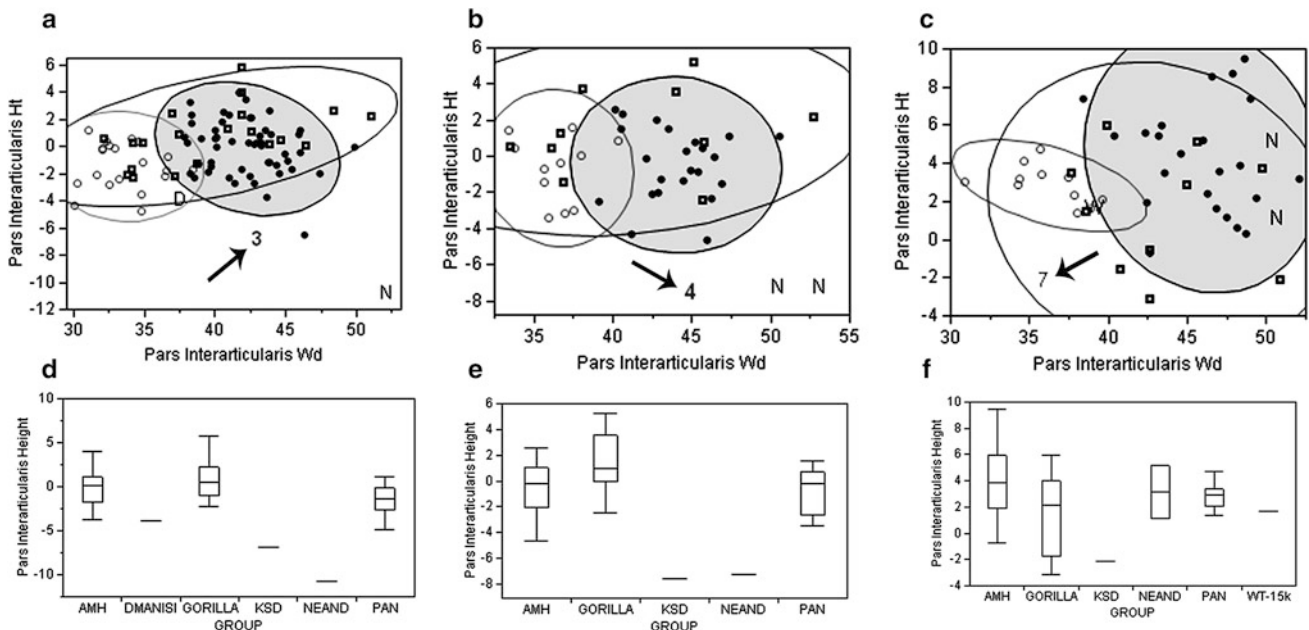 a
Pars Interarticularis Ht
6
4
2
0
-2
-4
-6
-8
-10
-12
D
3
N
30 35 40 45 50
Pars Interarticularis Wd
b
Pars Interarticularis Ht
6
4
2
0
-2
-4
-6
-8
4
N N
35 40 45 50 55
Pars Interarticularis Wd
c
Pars Interarticularis Ht
10
8
6
4
2
0
-2
-4
N
W
N
7
30 35 40 45 50
Pars Interarticularis Wd
d
Pars Interarticularis Height
10
5
0
-5
-10
AMH DMANISI GORILLA KSD NEAND PAN
GROUP
e
Pars Interarticularis Height
6
4
2
0
-2
-4
-6
-8
AMH GORILLA KSD NEAND PAN
GROUP
f
Pars Interarticularis Height
10
8
6
4
2
0
-2
-4
AMH GORILLA KSD NEAND PAN WT-15k
GROUP